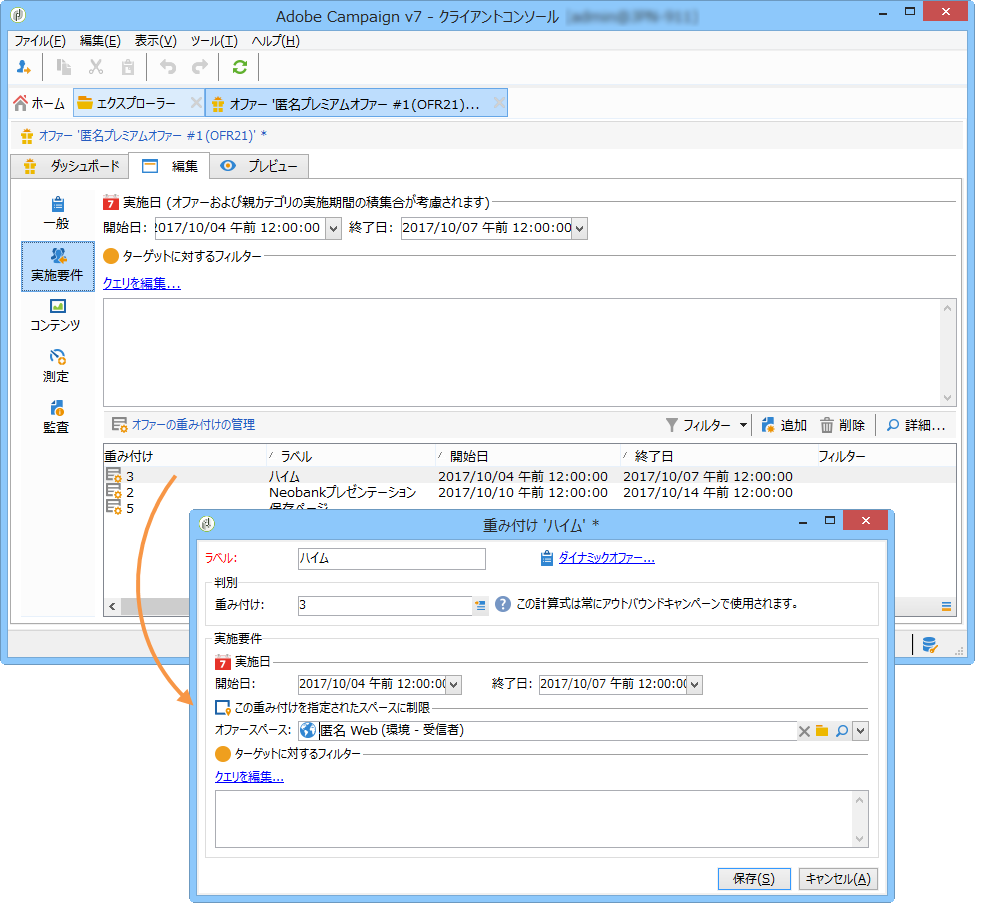 Adobe Campaign v7 - クライアントコンソール
ファイル(F) 編集(E) 表示(V) ツール(T) ヘルプ(H)
ホーム エクスプローラー オファー '匿名プレミアムオファー #1(OFR21)...
オファー '匿名プレミアムオファー #1(OFR21)' *
ダッシュボード 編集 プレビュー
一般
実施要件
コンテンツ
測定
監査
7 実施日 (オファーおよび親カテゴリの実施期間の積集合が考慮されます)
開始日: 2017/10/04 午前 12:00:00 終了日: 2017/10/07 午前 12:00:00
ターゲットに対するフィルター
クエリを編集...
オファーの重み付けの管理 フィルター 追加 削除 詳細...
重み付け ラベル 開始日 終了日 フィルター
3 ハイム 2017/10/04 午前 12:00:00 2017/10/07 午前 12:00:00
2 Neobankプレゼンテーション 2017/10/10 午前 12:00:00 2017/10/14 午前 12:00:00
5 保存ページ
重み付け 'ハイム' *
ラベル: ハイム ダイナミックオファー...
判別
重み付け: 3 この計算式は常にアウトバウンドキャンペーンで使用されます。
実施要件
7 実施日
開始日: 2017/10/04 午前 12:00:00 終了日: 2017/10/07 午前 12:00:00
この重み付けを指定されたスペースに制限
オファースペース: 匿名 Web (環境 - 受信者)
ターゲットに対するフィルター
クエリを編集...
保存(S) キャンセル(A)